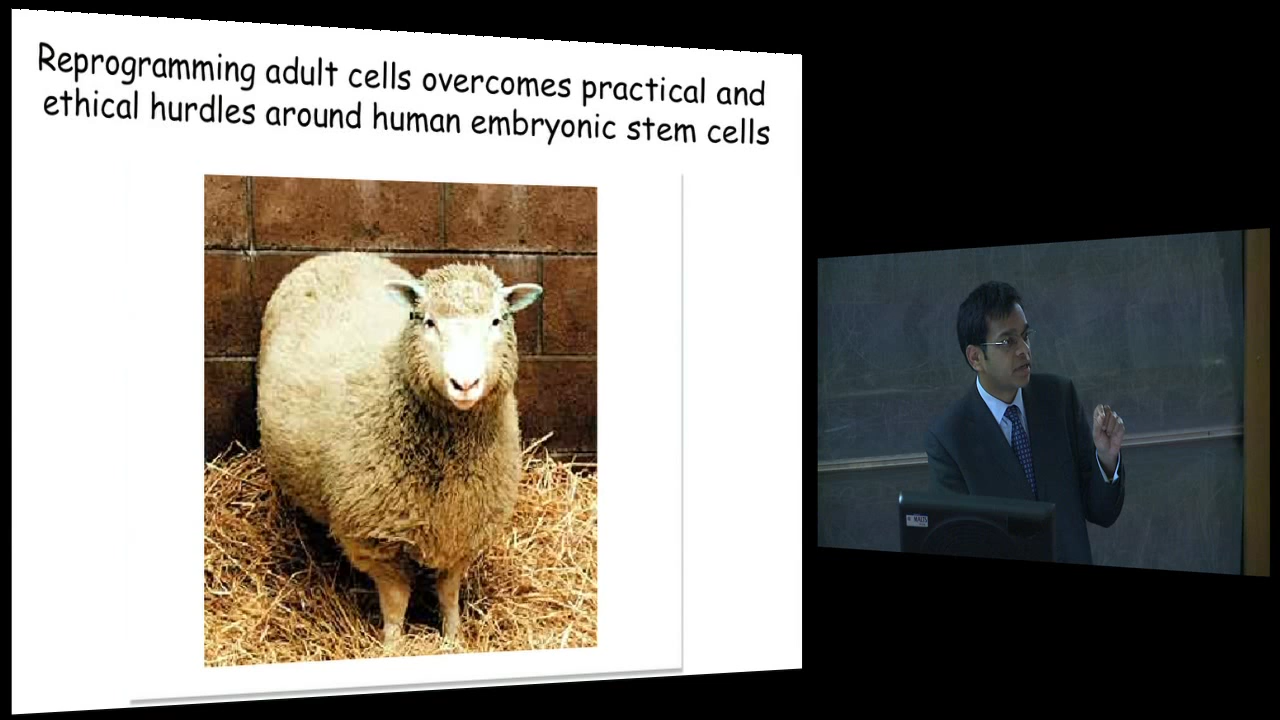 Reprogramming adult cells overcomes practical and
ethical hurdles around human embryonic stem cells